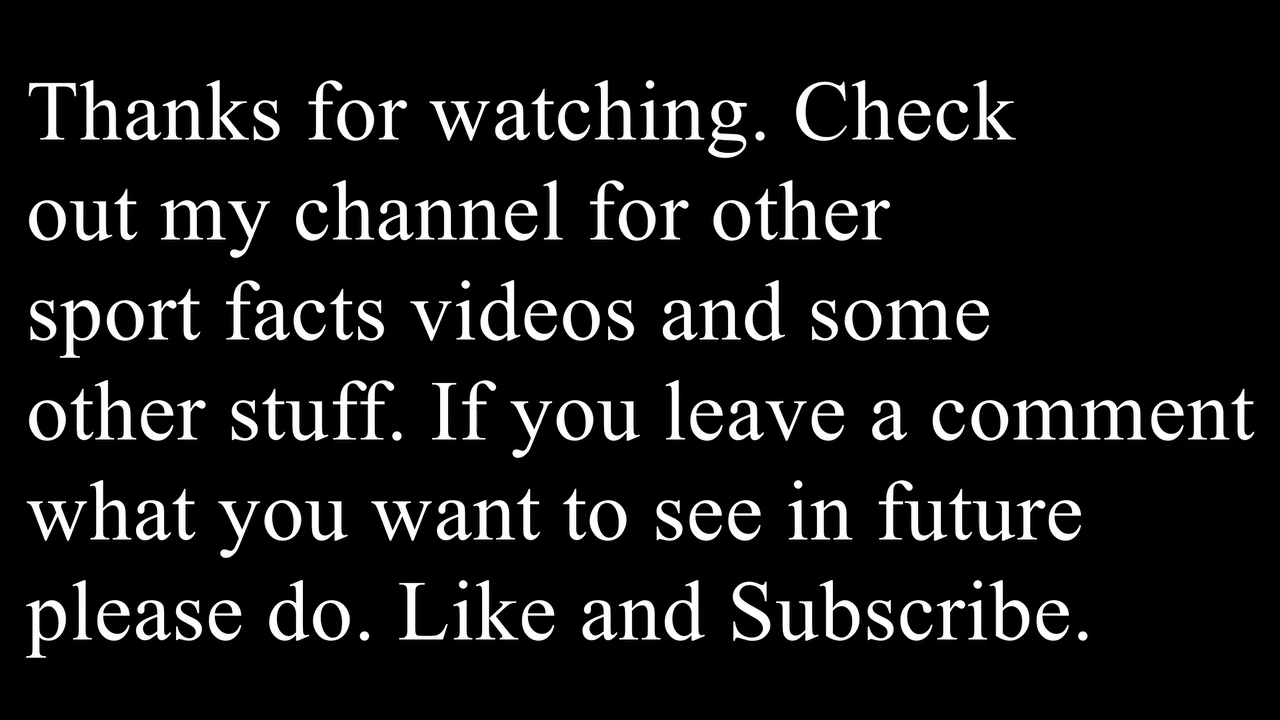 Thanks for watching. Check
out my channel for other
sport facts videos and some
other stuff. If you leave a comment
what you want to see in future
please do. Like and Subscribe.